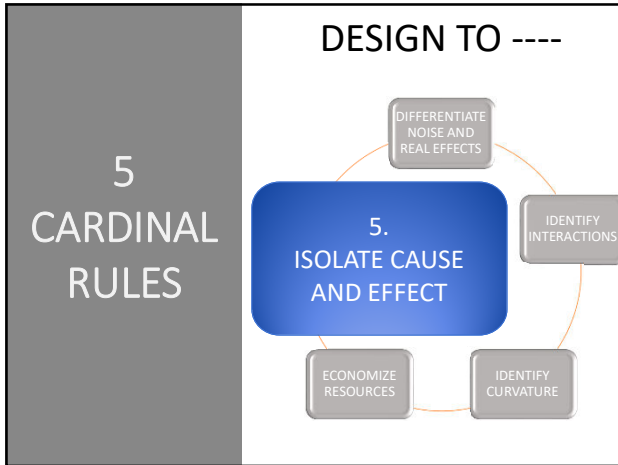 DESIGN TO ----
5
CARDINAL
RULES
DIFFERENTIATE
NOISE AND
REAL EFFECTS
IDENTIFY
INTERACTIONS
5.
ISOLATE CAUSE
AND EFFECT
ECONOMIZE
RESOURCES
IDENTIFY
CURVATURE